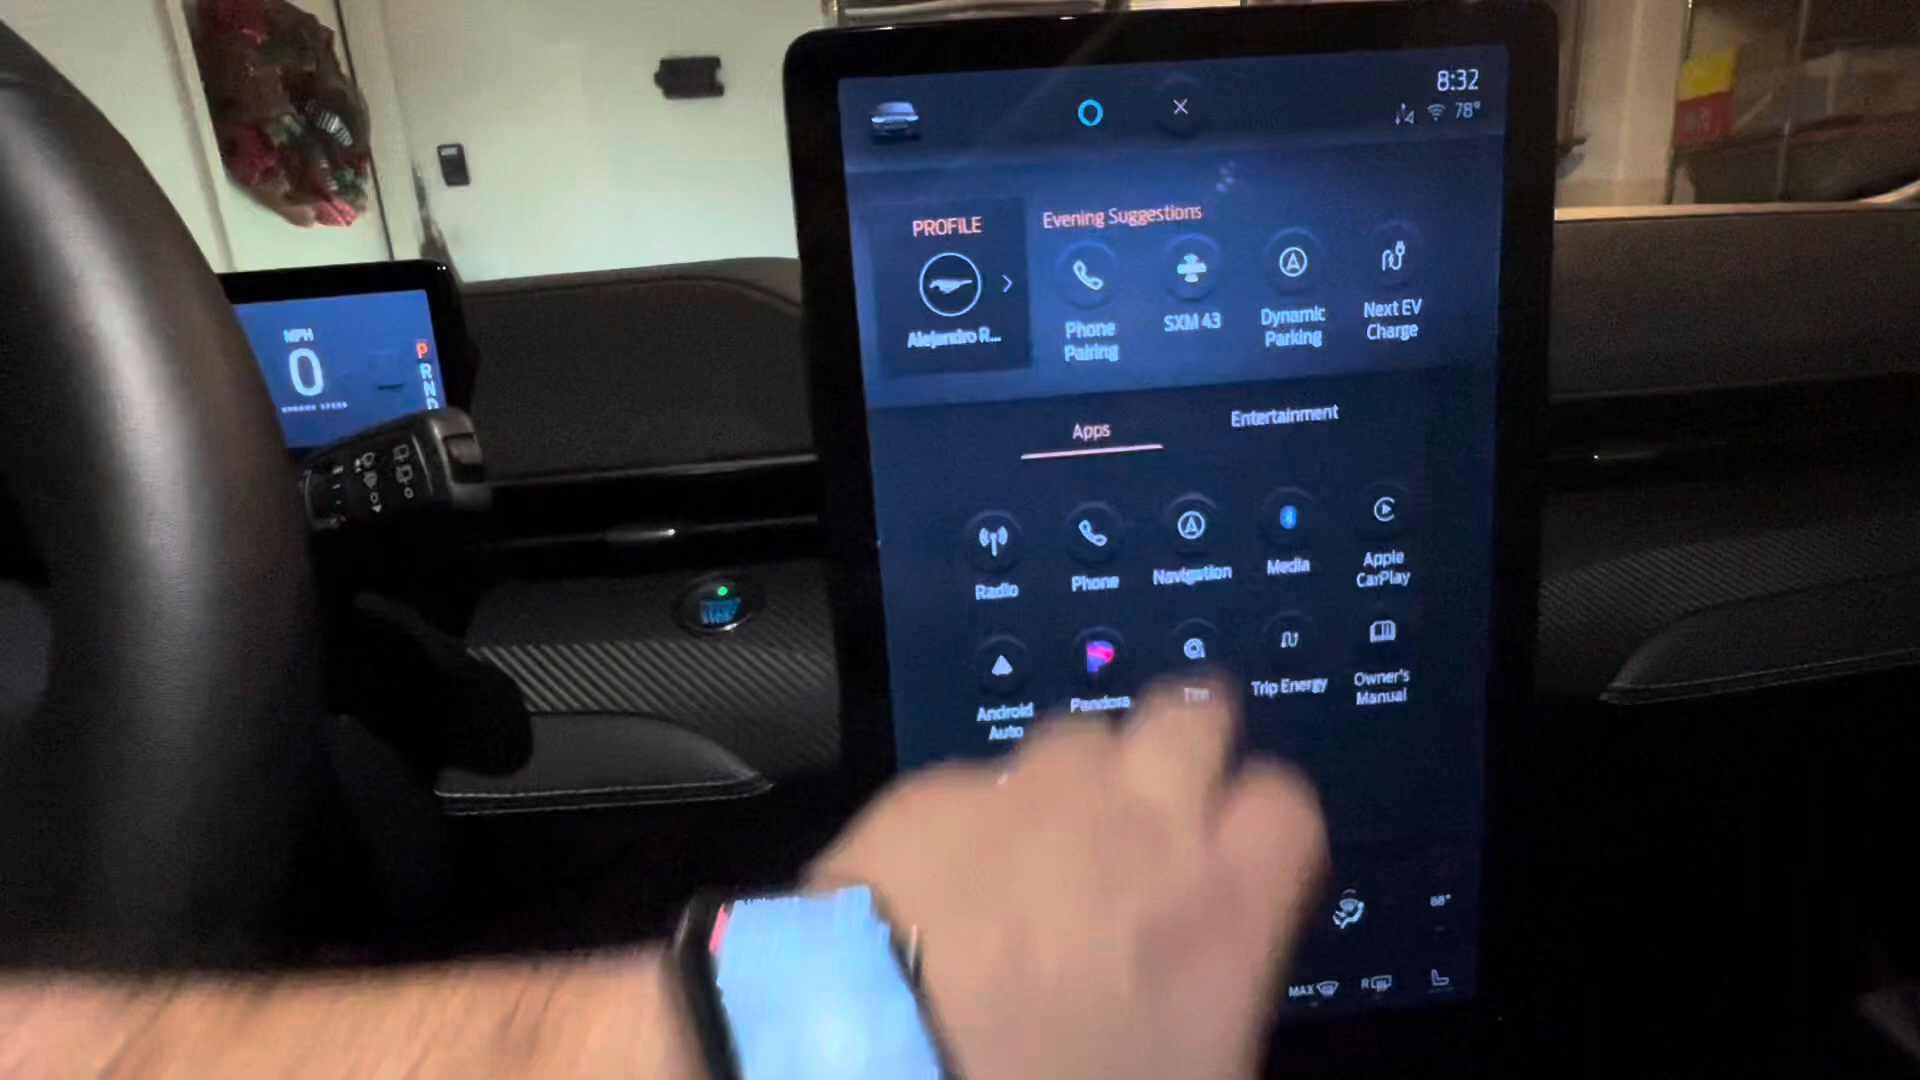 8:32
78°
PROFILE
Alejandro R...
Evening Suggestions
Phone
Pairing
SXM 43
Dynamic
Parking
Next EV
Charge
Apps
Entertainment
Radio
Phone
Navigation
Media
Apple
CarPlay
Android
Auto
Pandora
Trip Energy
Owner's
Manual
68°
MAX
R
MPH
0
P
R
N
D